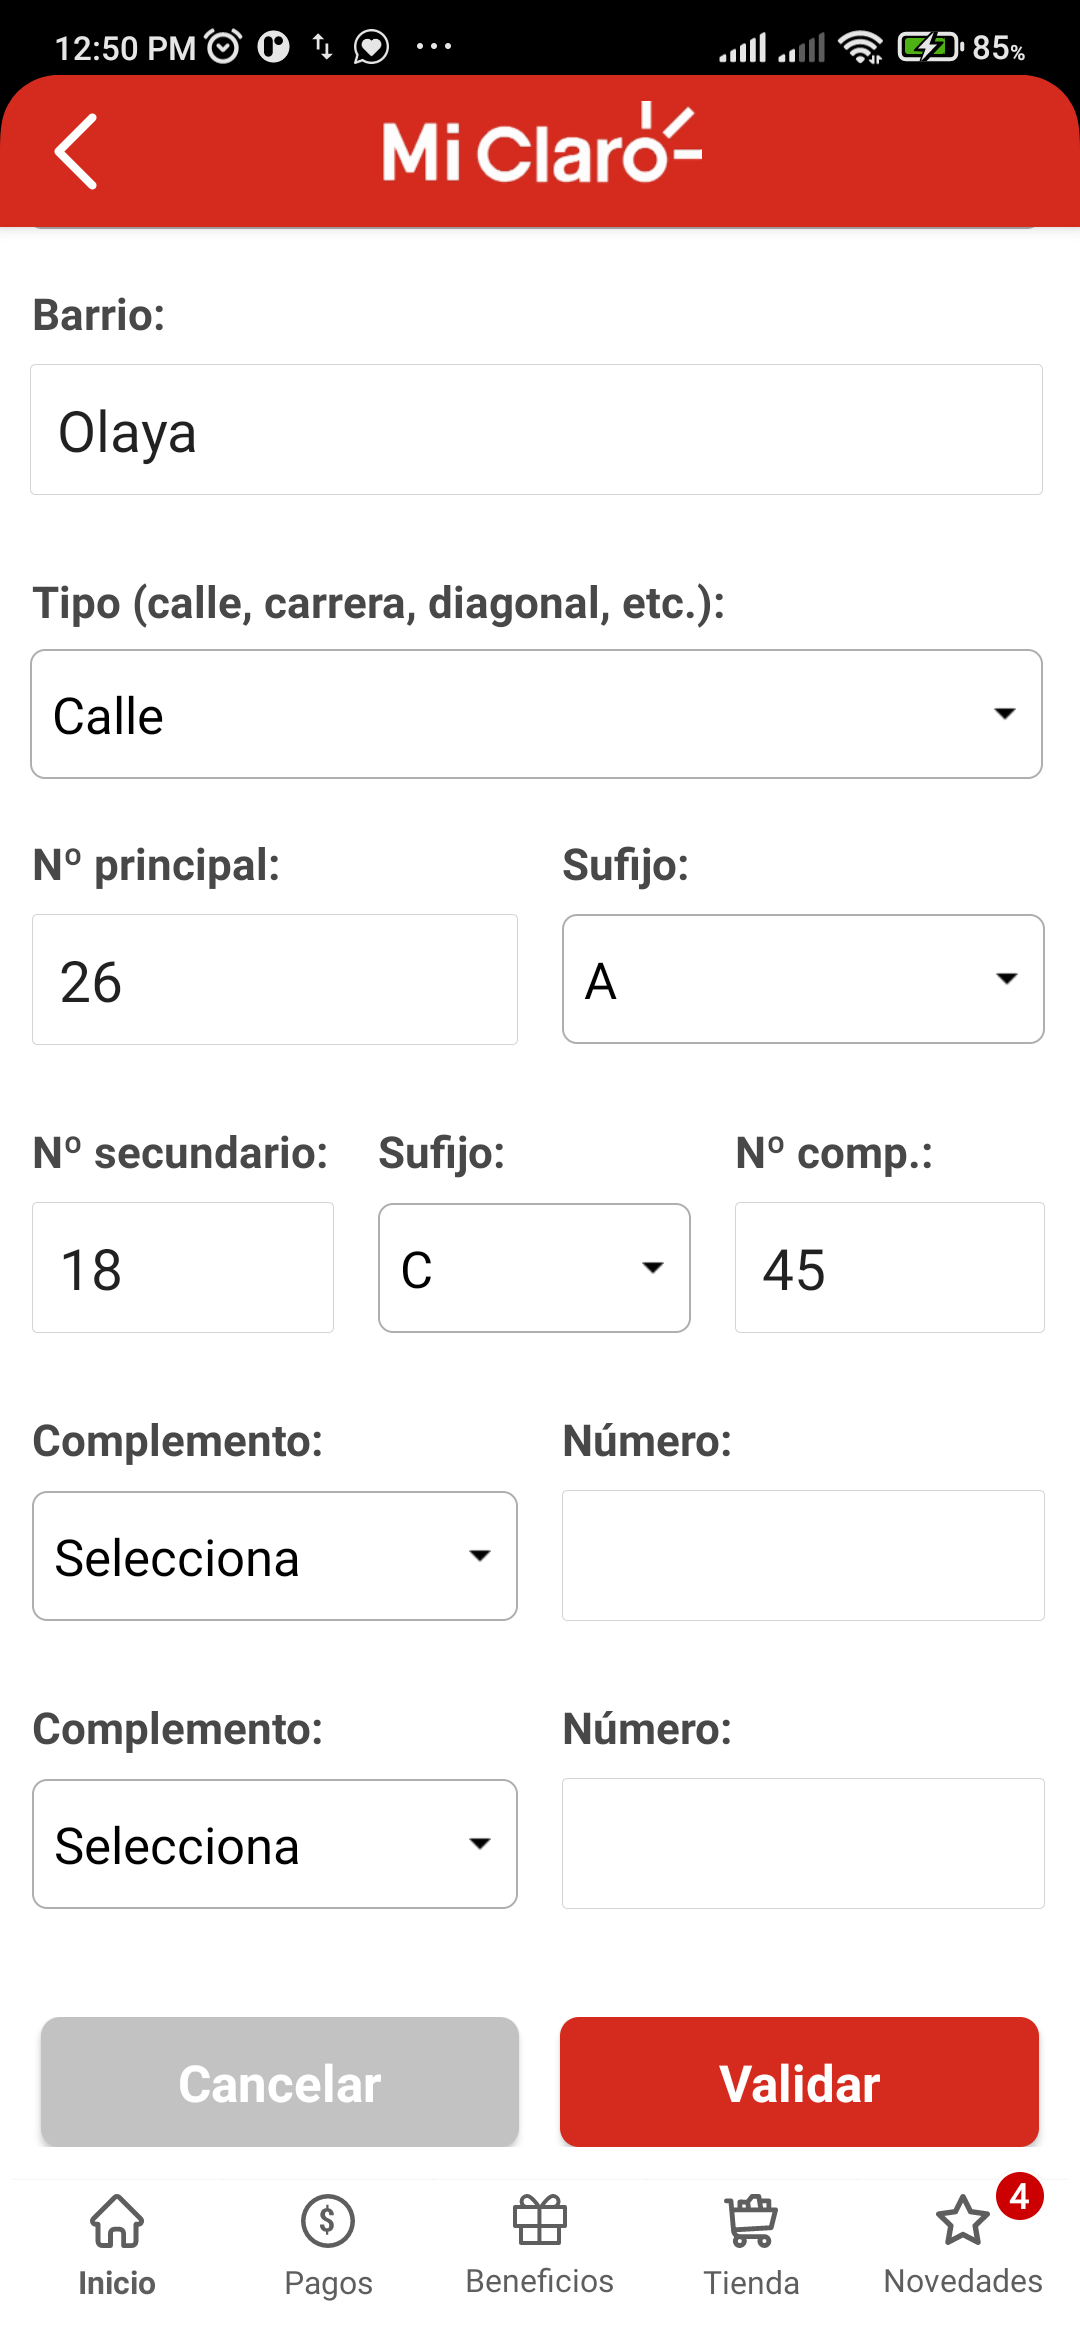 12:50 PM ... 85%
Mi Claro
Barrio:
Olaya
Tipo (calle, carrera, diagonal, etc.):
Calle
Nº principal: Sufijo:
26 A
Nº secundario: Sufijo: Nº comp.:
18 C 45
Complemento: Número:
Selecciona
Complemento: Número:
Selecciona
Cancelar Validar
4
Inicio Pagos Beneficios Tienda Novedades